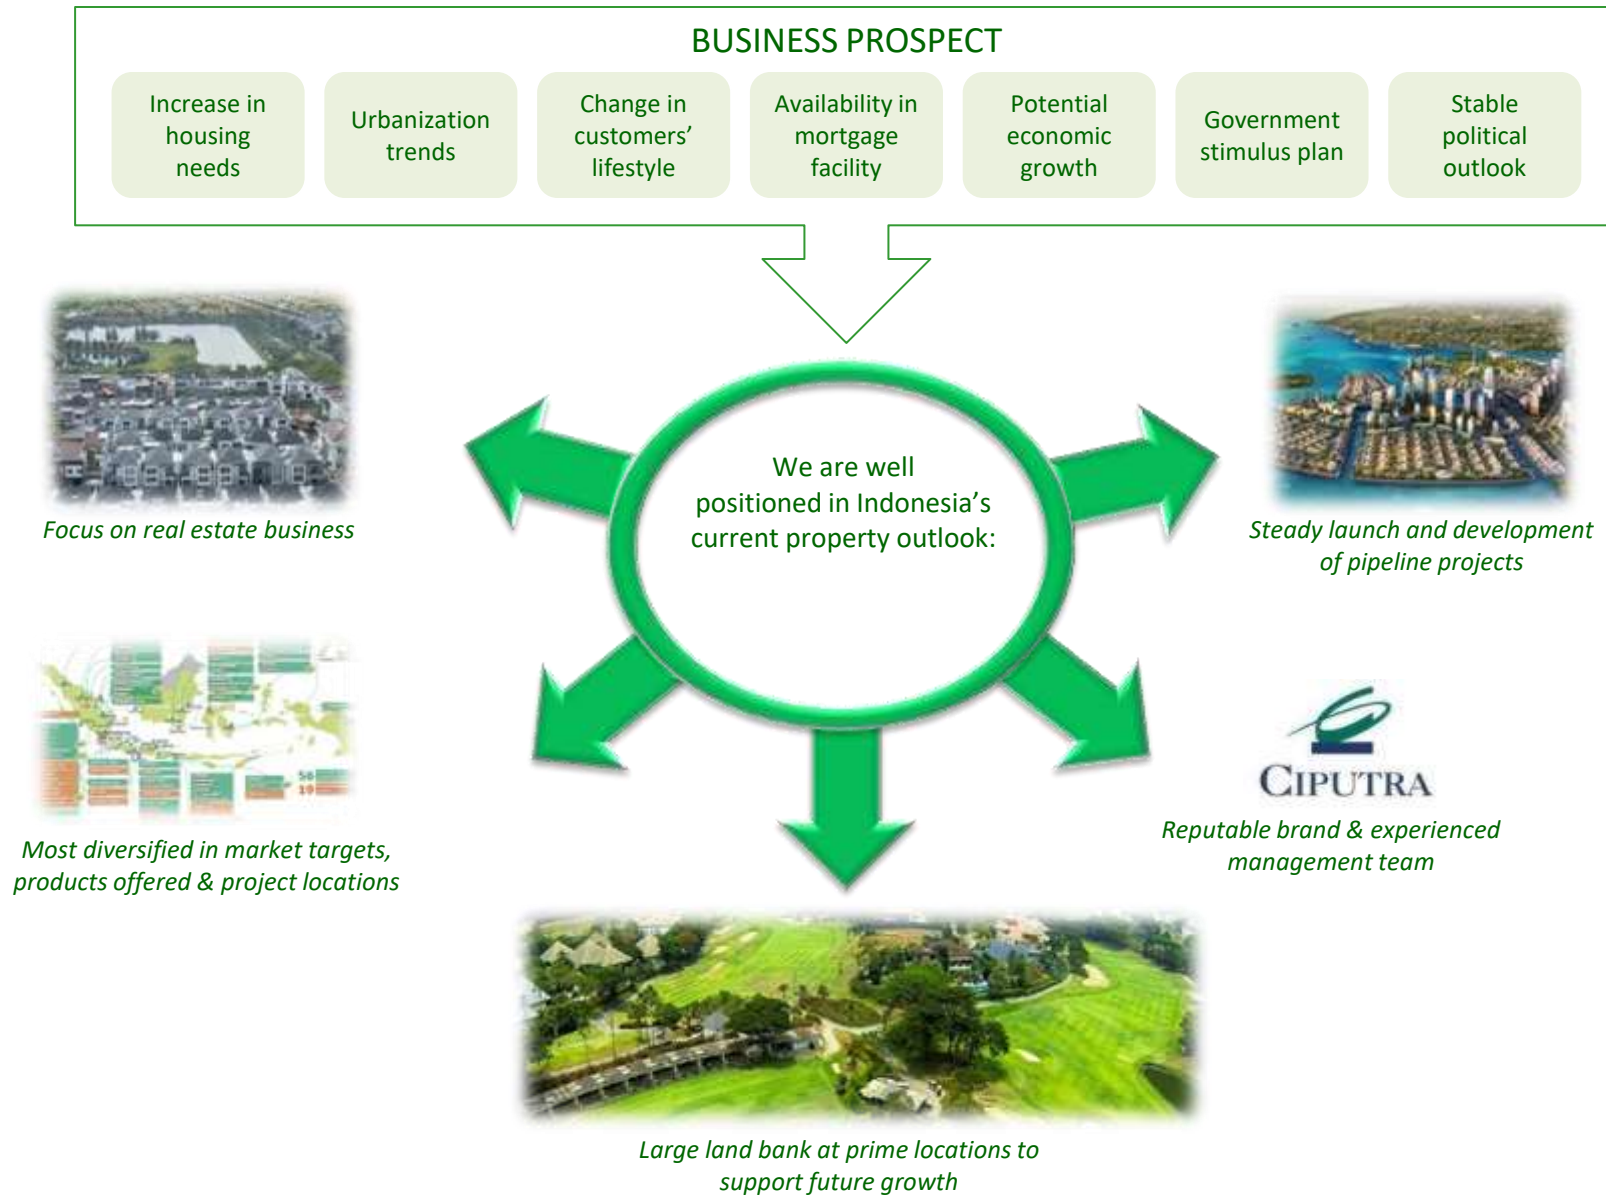 BUSINESS PROSPECT
Increase in
housing
needs
Urbanization
trends
Change in
customers’
lifestyle
Availability in
mortgage
facility
Potential
economic
growth
Government
stimulus plan
Stable
political
outlook
We are well
positioned in Indonesia’s
current property outlook:
Focus on real estate business
Steady launch and development
of pipeline projects
56
19
Most diversified in market targets,
products offered & project locations
CIPUTRA
Reputable brand & experienced
management team
Large land bank at prime locations to
support future growth